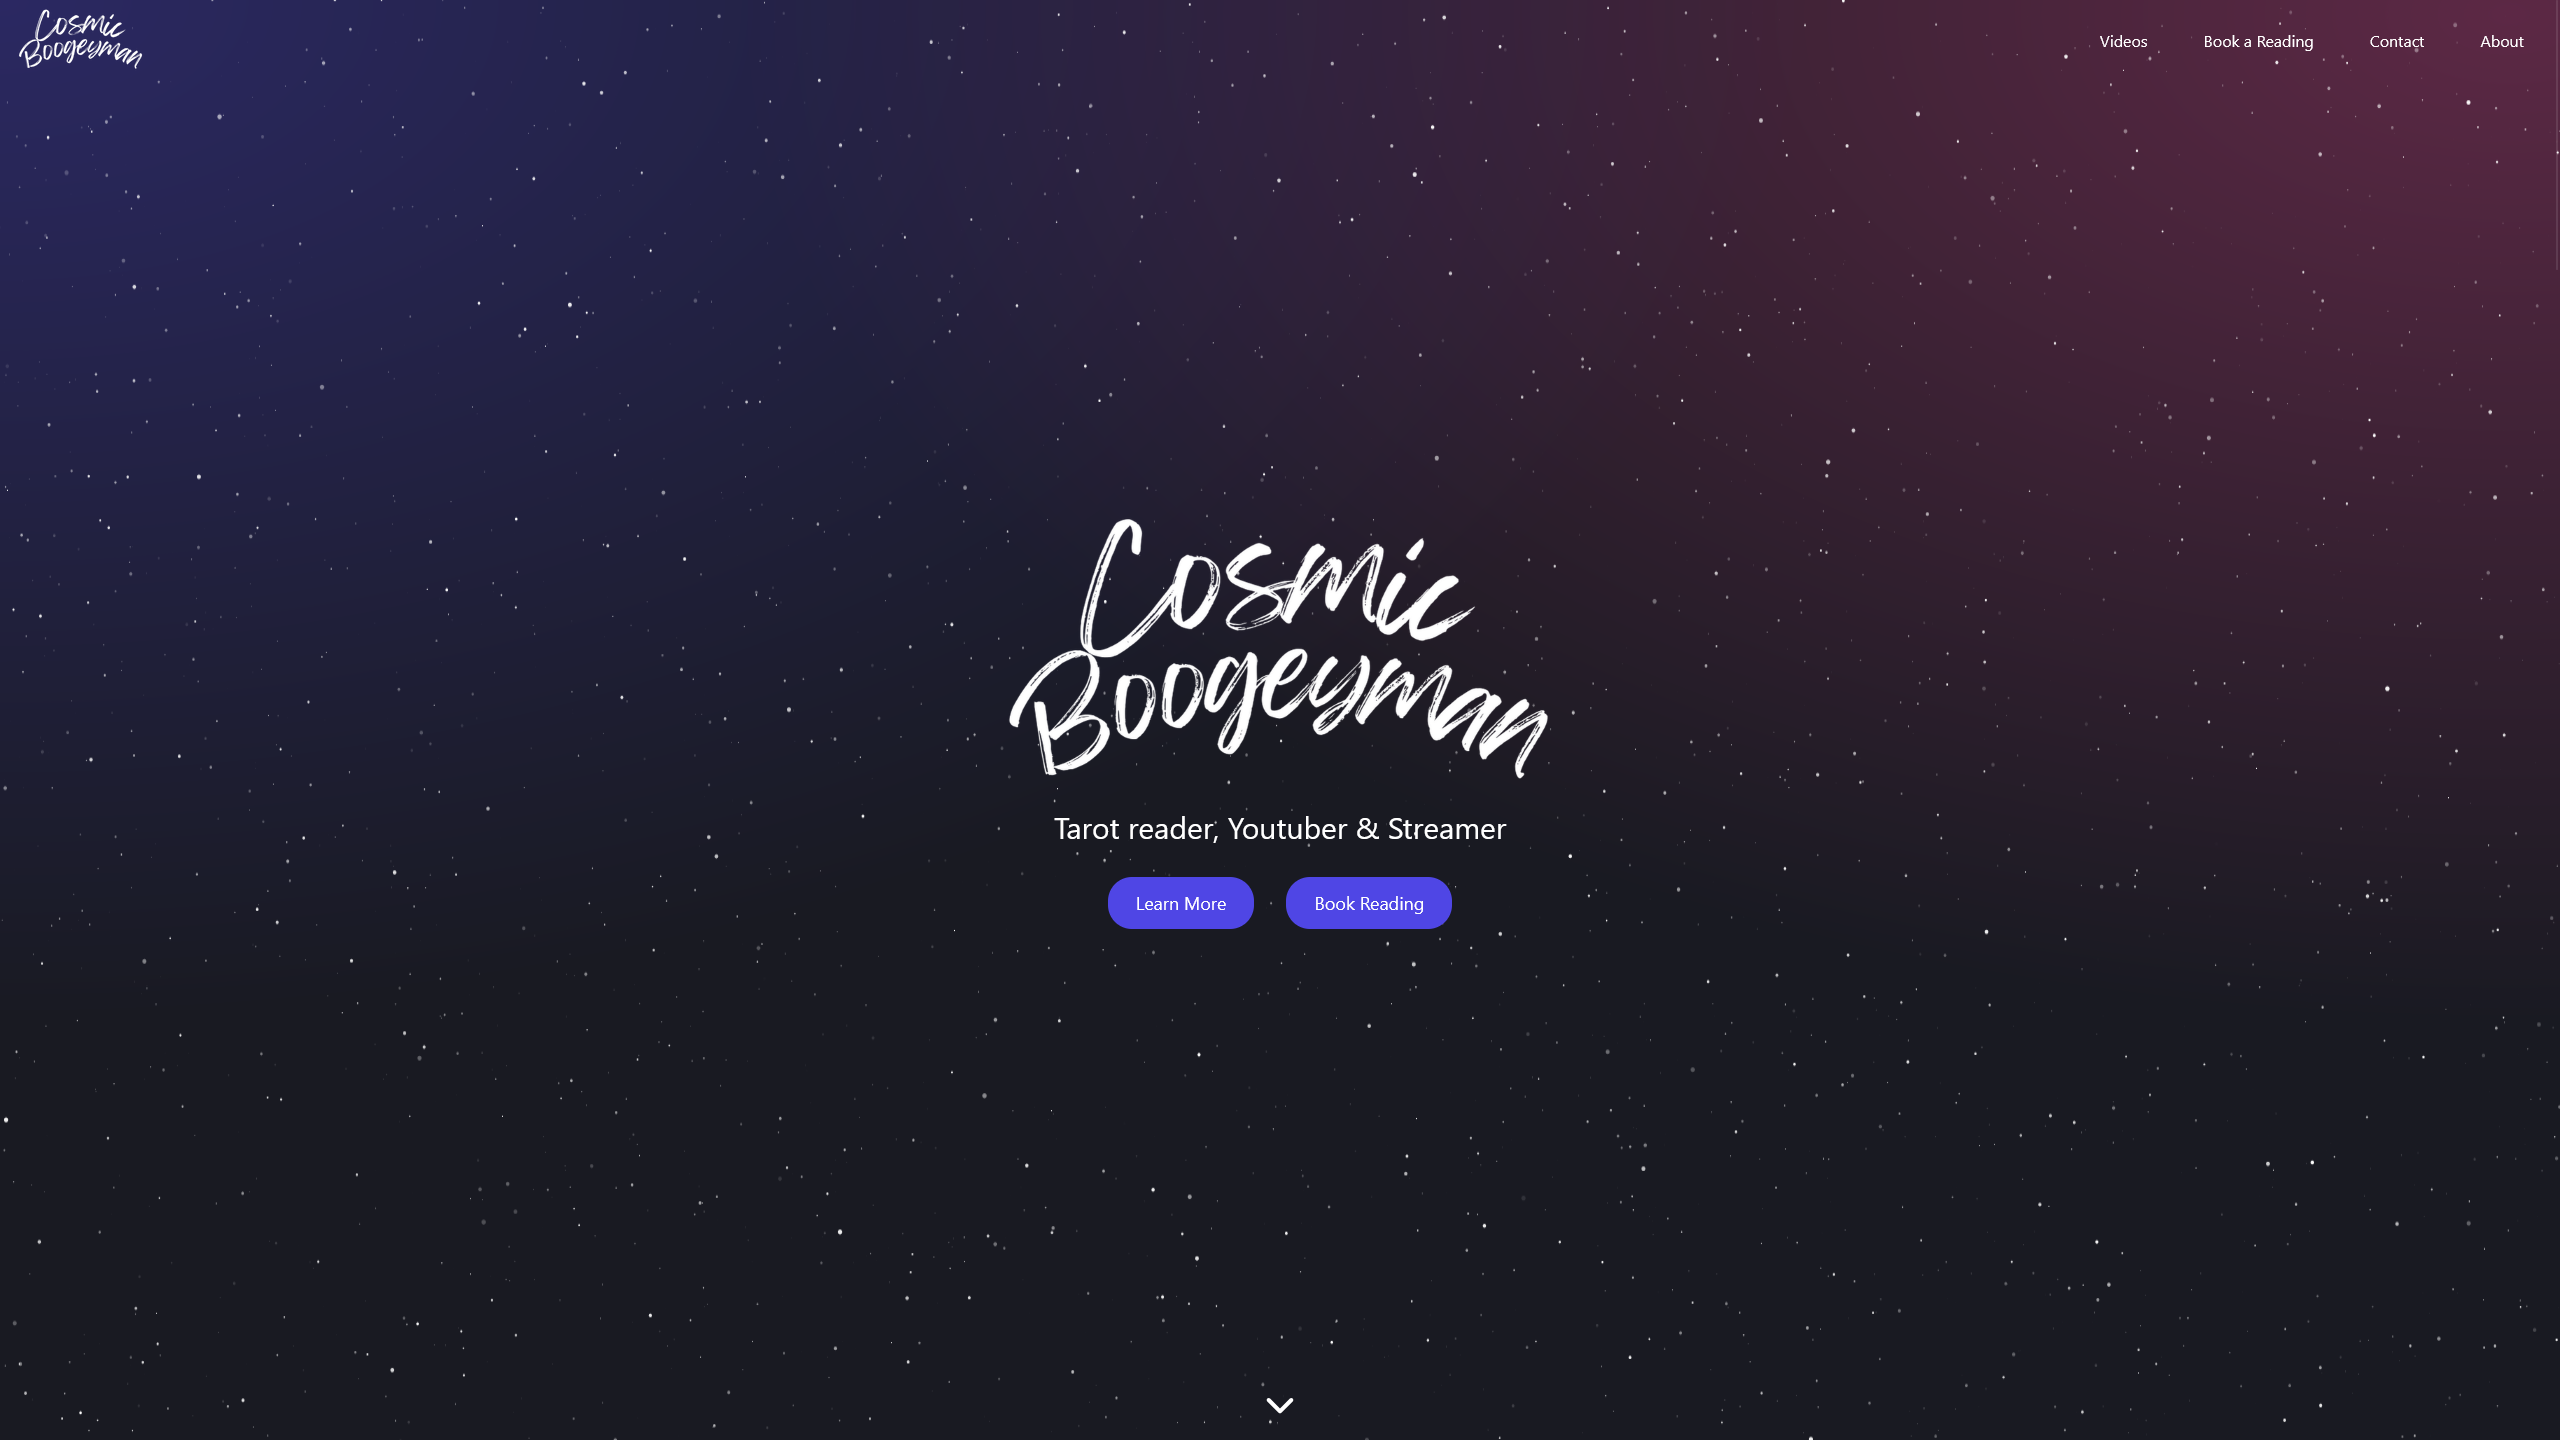 Cosmic
Boogeyman
Videos
Book a Reading
Contact
About
Cosmic
Boogeyman
Tarot reader, Youtuber & Streamer
Learn More
Book Reading